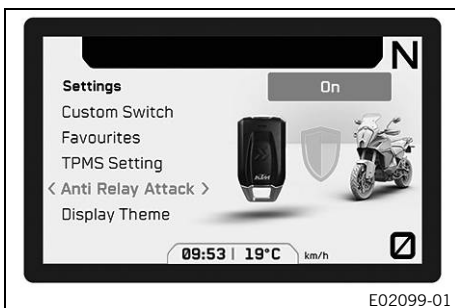 N
Settings
On
Custom Switch
Favourites
TPMS Setting
< Anti Relay Attack >
Display Theme
09:53 | 19°C km/h
E02099-01